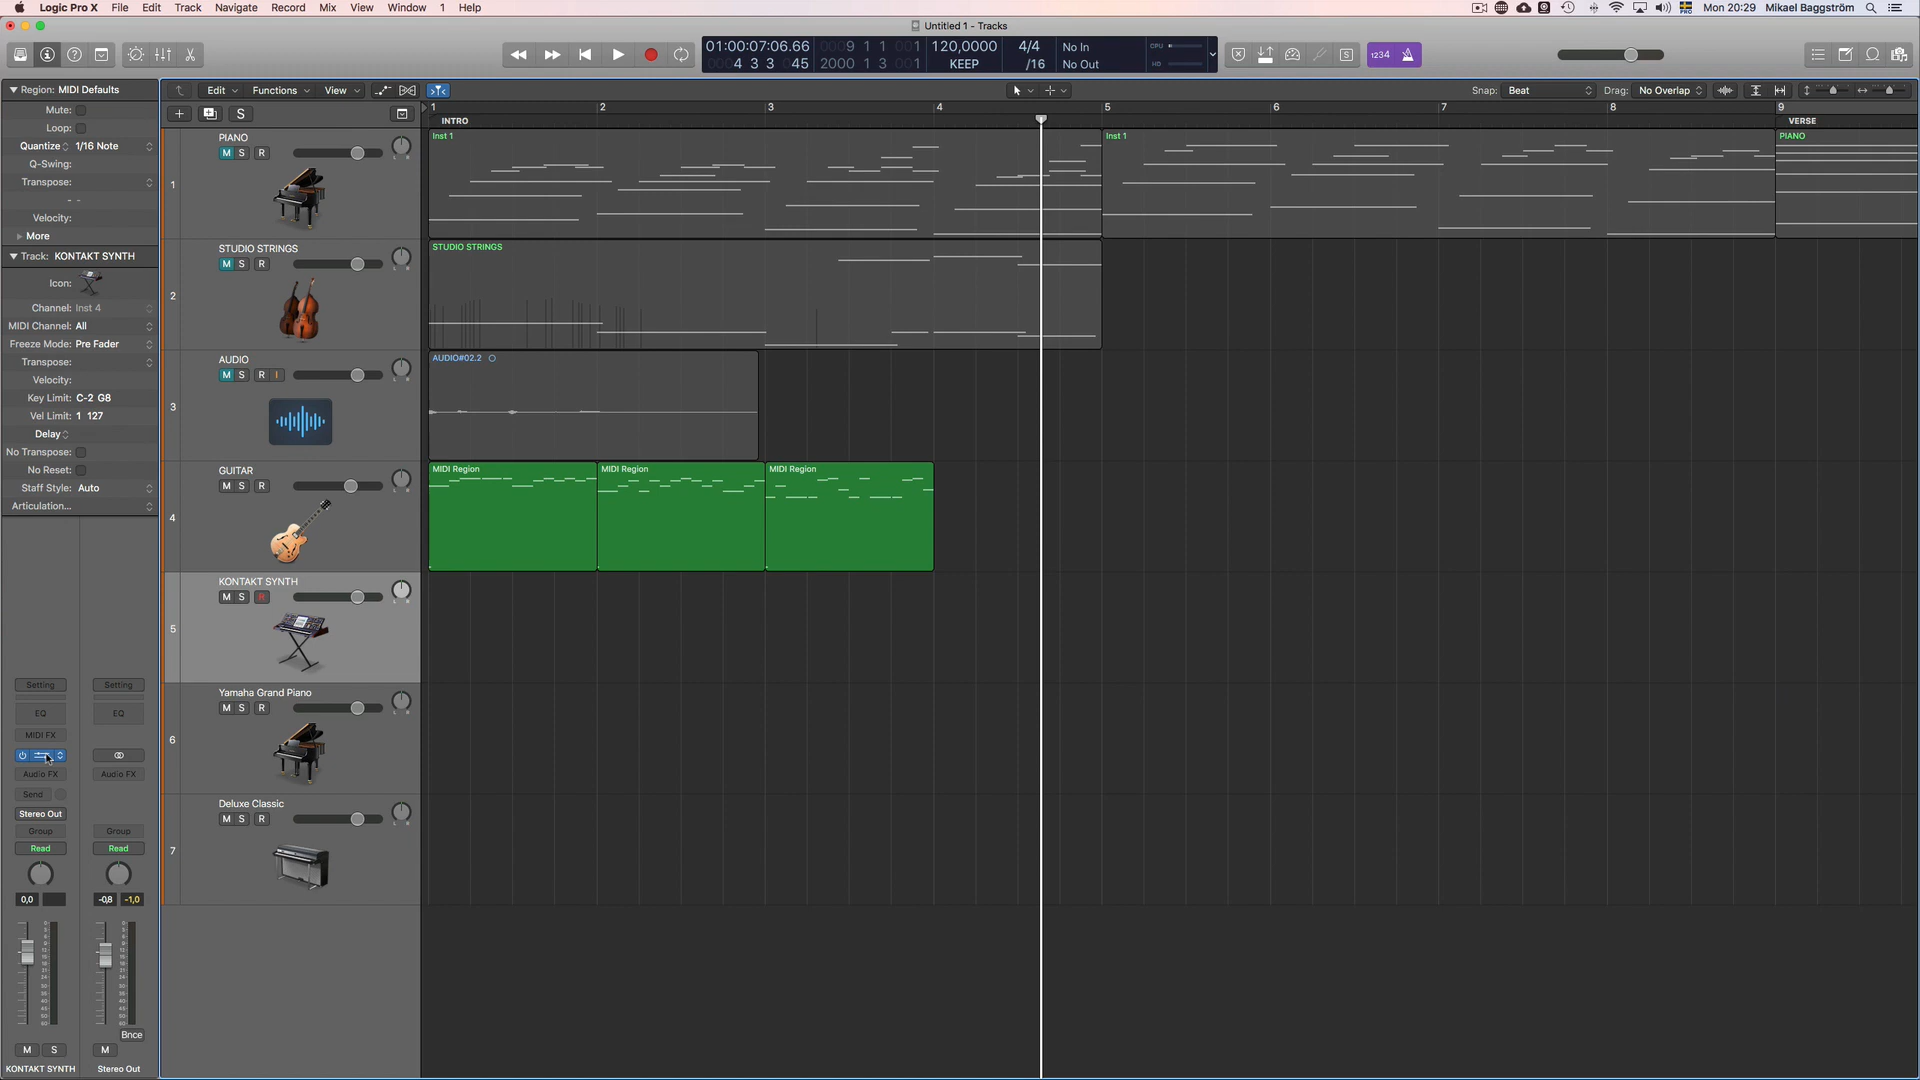 Logic Pro X File Edit Track Navigate Record Mix View Window 1 Help
Mon 20:29 Mikael Baggström
Untitled 1 - Tracks
01:00:07:06.66 0009 1 1 001 120,0000 4/4 No In CPU
0004 3 3 045 2000 1 3 001 KEEP /16 No Out HD
1234
Region: MIDI Defaults
Mute:
Loop:
Quantize 1/16 Note
Q-Swing:
Transpose:
- -
Velocity:
More
Track: KONTAKT SYNTH
Icon:
Channel: Inst 4
MIDI Channel: All
Freeze Mode: Pre Fader
Transpose:
Velocity:
Key Limit: C-2 G8
Vel Limit: 1 127
Delay
No Transpose:
No Reset:
Staff Style: Auto
Articulation...
Setting Setting
EQ EQ
MIDI FX
Audio FX Audio FX
Send
Stereo Out
Group Group
Read Read
0,0 -0,8 -1,0
Bnce
M S M
KONTAKT SYNTH Stereo Out
Edit Functions View
Snap: Beat Drag: No Overlap
S
1 2 3 4 5 6 7 8 9
INTRO VERSE
1 PIANO
M S R
L R
Inst 1 Inst 1 PIANO
2 STUDIO STRINGS
M S R
L R
STUDIO STRINGS
3 AUDIO
M S R I
L R
AUDIO#02.2
4 GUITAR
M S R
L R
MIDI Region MIDI Region MIDI Region
5 KONTAKT SYNTH
M S R
L R
6 Yamaha Grand Piano
M S R
L R
7 Deluxe Classic
M S R
L R